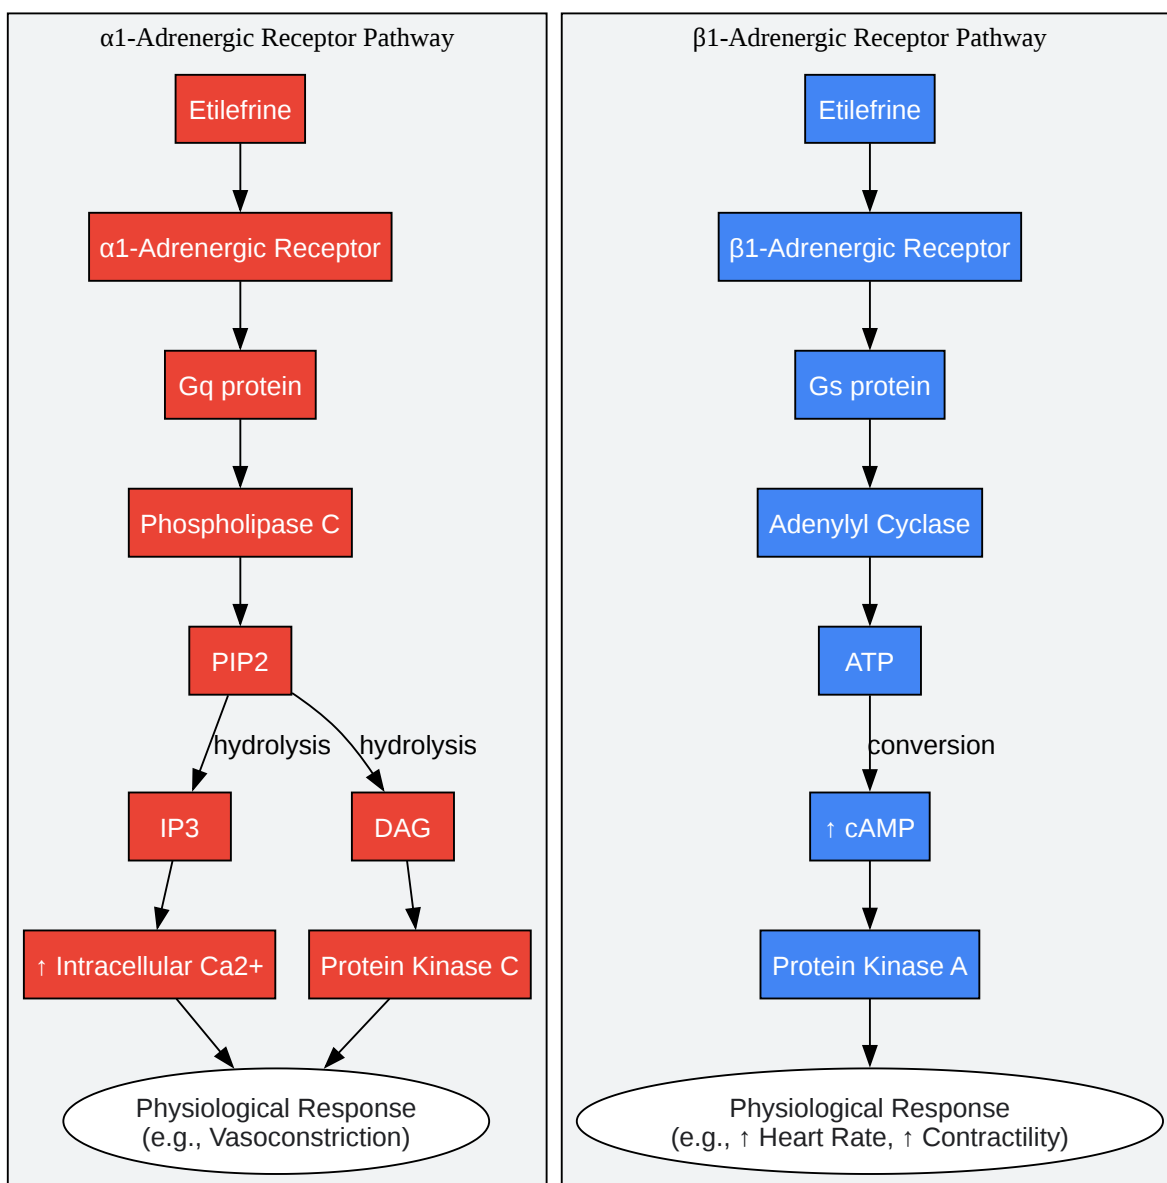 α1-Adrenergic Receptor Pathway
Etilefrine
α1-Adrenergic Receptor
Gq protein
Phospholipase C
PIP2
hydrolysis
hydrolysis
IP3
DAG
↑ Intracellular Ca2+
Protein Kinase C
Physiological Response
(e.g., Vasoconstriction)
β1-Adrenergic Receptor Pathway
Etilefrine
β1-Adrenergic Receptor
Gs protein
Adenylyl Cyclase
ATP
conversion
↑ cAMP
Protein Kinase A
Physiological Response
(e.g., ↑ Heart Rate, ↑ Contractility)